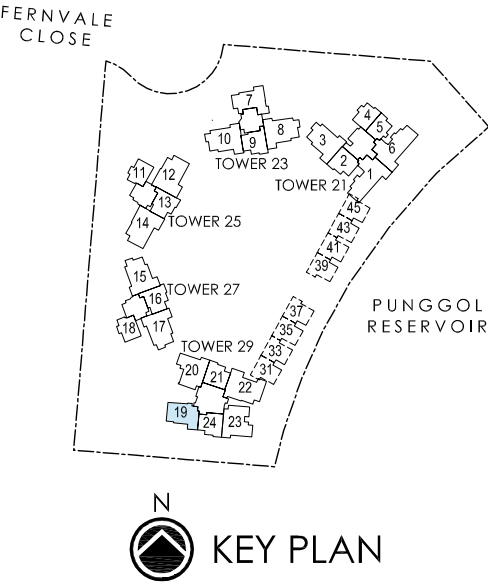 FERNVALE
CLOSE
7
10
9
8
TOWER 23
4
5
3
6
2
1
TOWER 21
11
12
13
14
TOWER 25
45
43
41
39
15
16
18
17
TOWER 27
PUNGGOL
RESERVOIR
37
35
33
31
TOWER 29
20
21
22
19
24
23
N
KEY PLAN